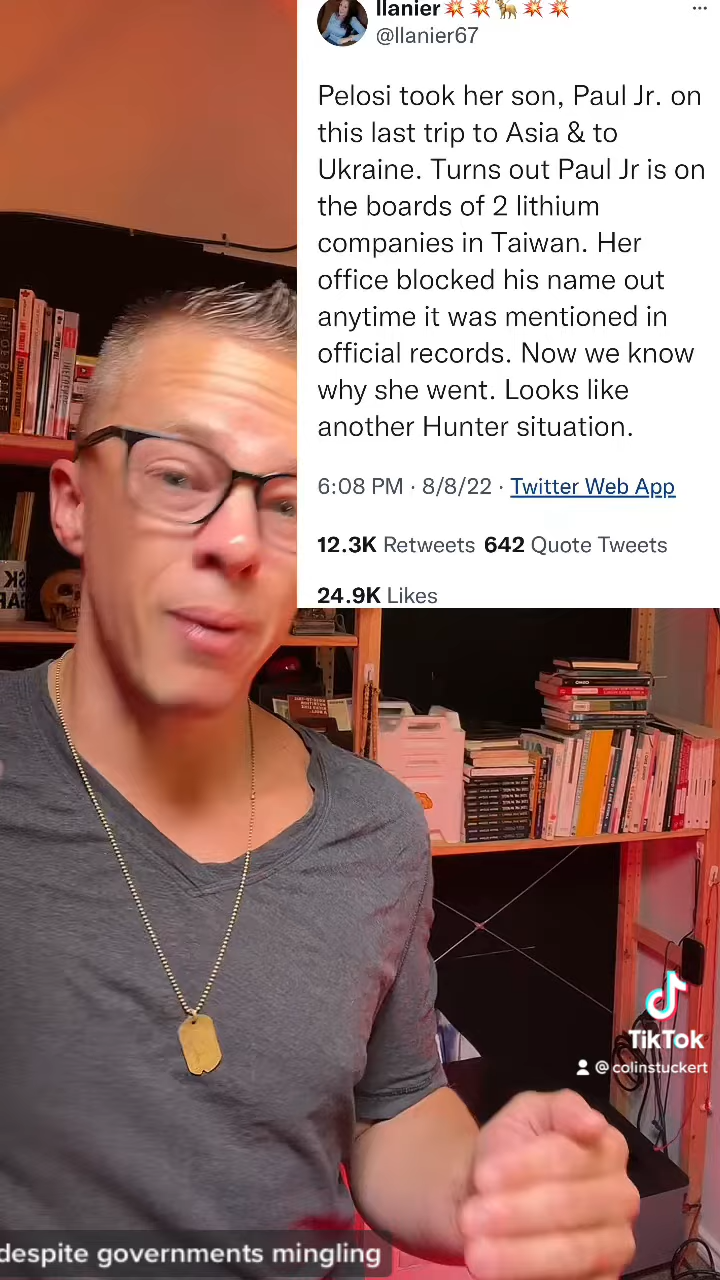 llanier💥💥🐕‍🦺💥💥
@llanier67
Pelosi took her son, Paul Jr. on
this last trip to Asia & to
Ukraine. Turns out Paul Jr is on
the boards of 2 lithium
companies in Taiwan. Her
office blocked his name out
anytime it was mentioned in
official records. Now we know
why she went. Looks like
another Hunter situation.
6:08 PM · 8/8/22 · Twitter Web App
12.3K Retweets 642 Quote Tweets
24.9K Likes
TikTok
@colinstuckert
despite governments mingling